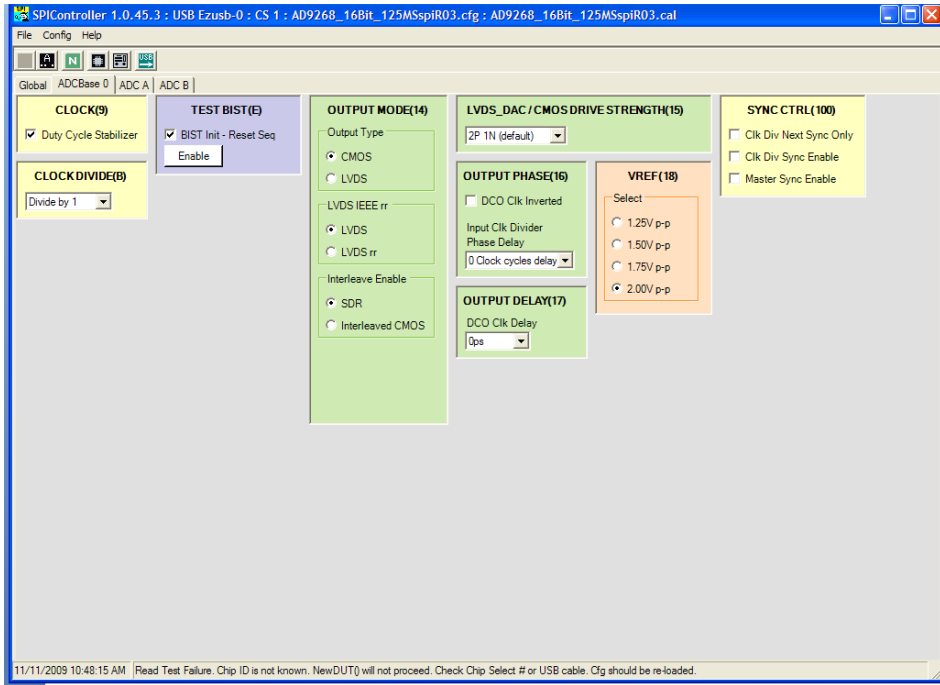 SPIController 1.0.45.3 : USB Ezusb-0 : CS 1 : AD9268_16Bit_125MSspiR03.cfg : AD9268_16Bit_125MSspiR03.cal
File Config Help
Global ADCBase 0 ADC A ADC B
CLOCK(9)
Duty Cycle Stabilizer
CLOCK DIVIDE(B)
Divide by 1
TEST BIST(E)
BIST Init - Reset Seq
Enable
OUTPUT MODE(14)
Output Type
CMOS
LVDS
LVDS IEEE rr
LVDS
LVDS rr
Interleave Enable
SDR
Interleaved CMOS
LVDS_DAC / CMOS DRIVE STRENGTH(15)
2P 1N (default)
OUTPUT PHASE(16)
DCO Clk Inverted
Input Clk Divider
Phase Delay
0 Clock cycles delay
OUTPUT DELAY(17)
DCO Clk Delay
0ps
VREF(18)
Select
1.25V p-p
1.50V p-p
1.75V p-p
2.00V p-p
SYNC CTRL(100)
Clk Div Next Sync Only
Clk Div Sync Enable
Master Sync Enable
11/11/2009 10:48:15 AM Read Test Failure. Chip ID is not known. NewDUT() will not proceed. Check Chip Select # or USB cable. Cfg should be re-loaded.